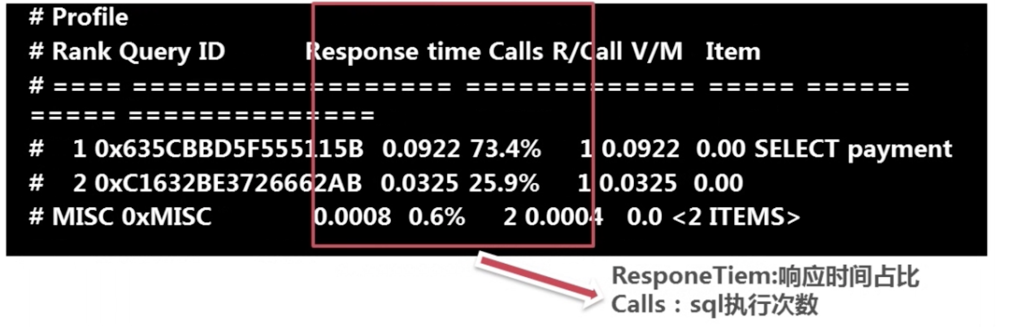 # Profile
# Rank Query ID Response time Calls R/Call V/M Item
# ==== ================== ============= ===== ======
===== ==============
# 1 0x635CBBD5F555115B 0.0922 73.4% 1 0.0922 0.00 SELECT payment
# 2 0xC1632BE3726662AB 0.0325 25.9% 1 0.0325 0.00
# MISC 0xMISC 0.0008 0.6% 2 0.0004 0.0 <2 ITEMS>
ResponeTiem:响应时间占比
Calls：sql执行次数